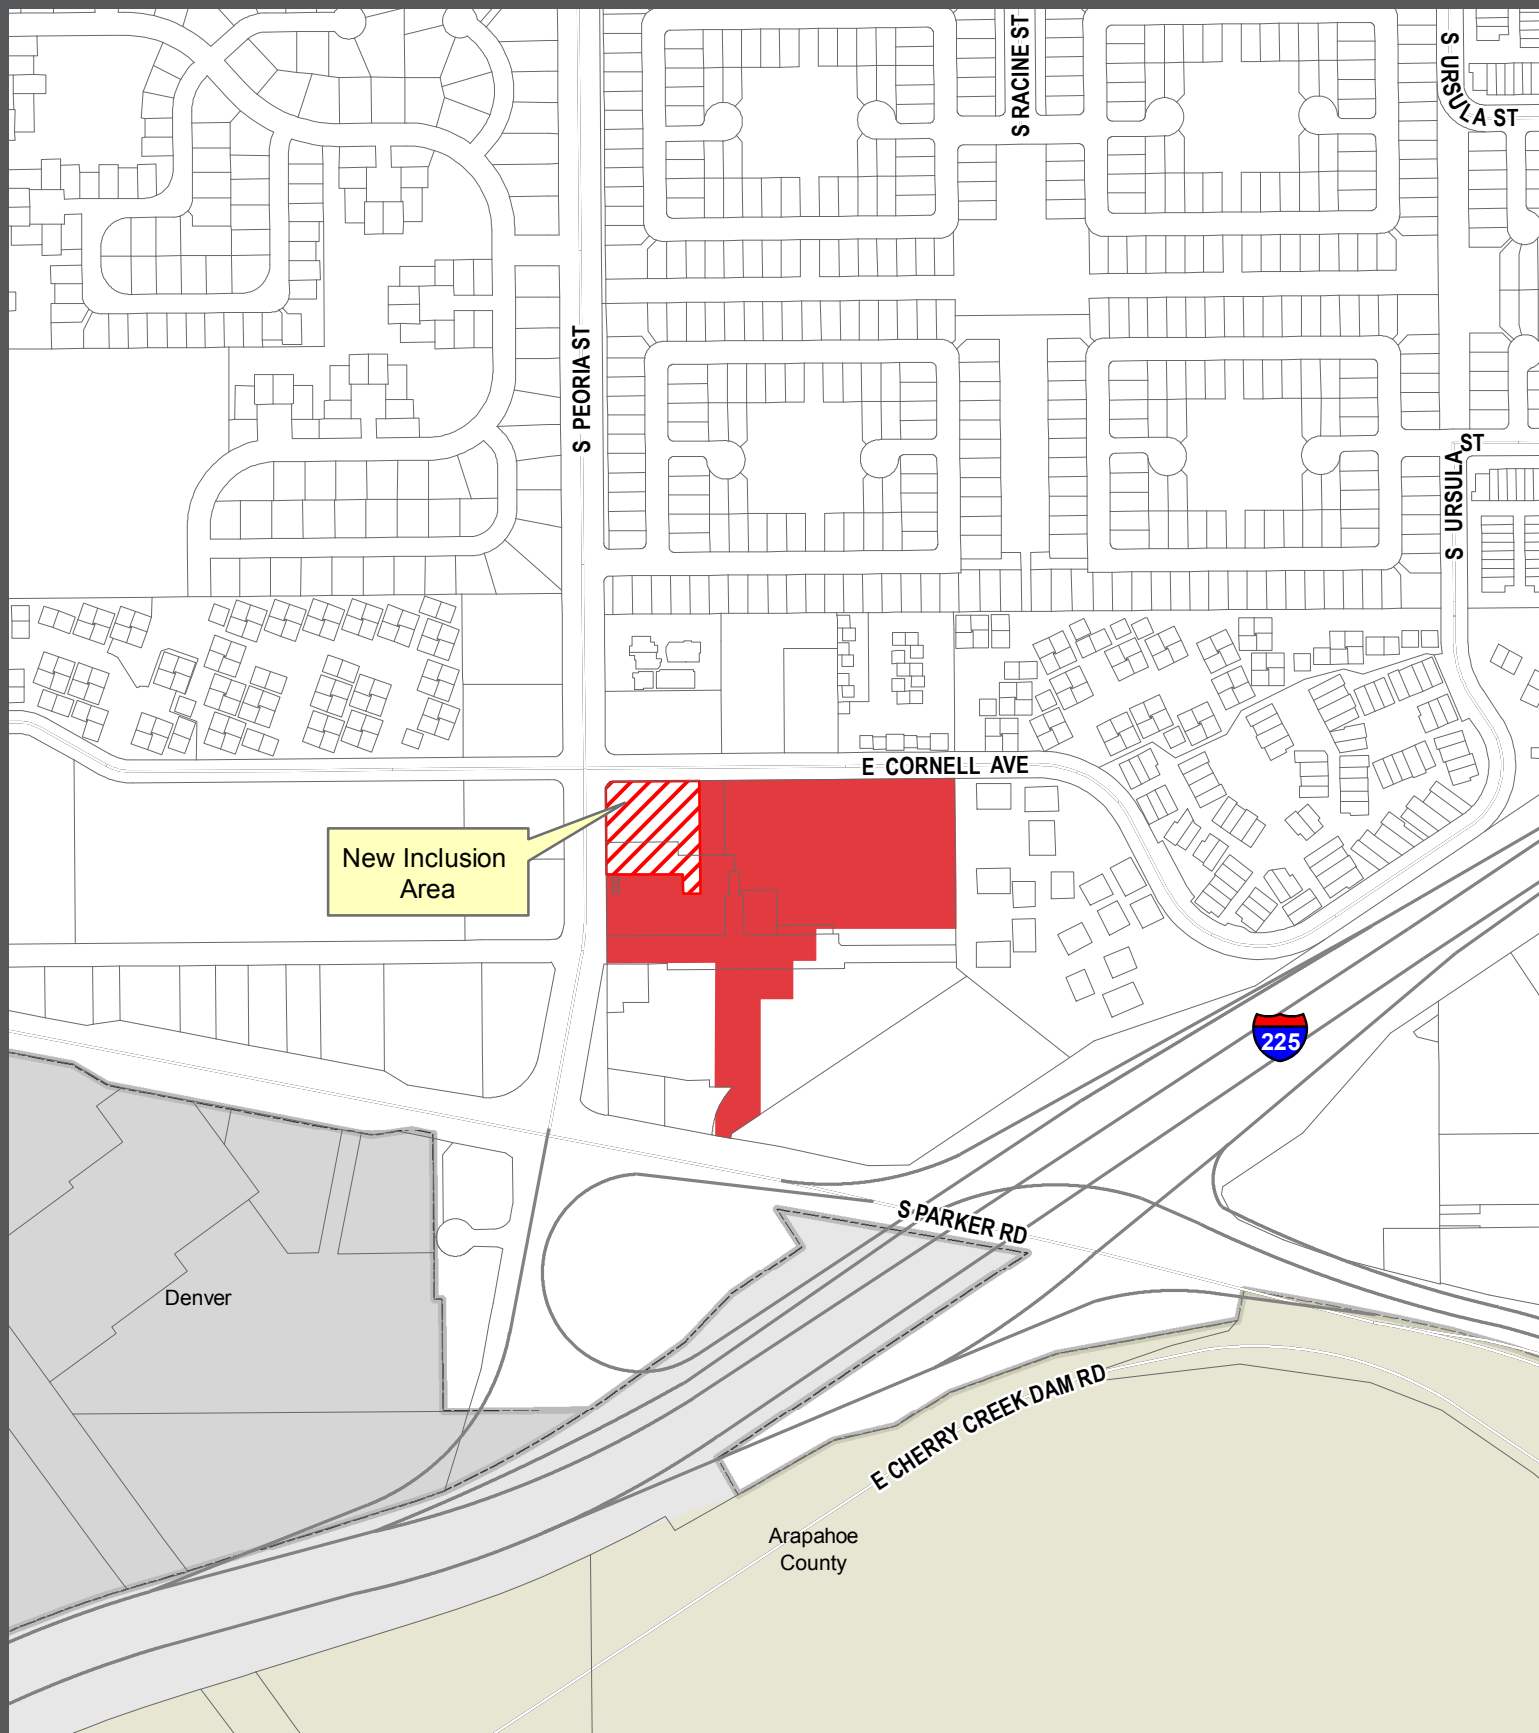 S RACINE ST
S URSULA ST
S PEORIA ST
ST
S URSULA
E CORNELL AVE
New Inclusion
Area
225
S PARKER RD
Denver
E CHERRY CREEK DAM RD
Arapahoe
County